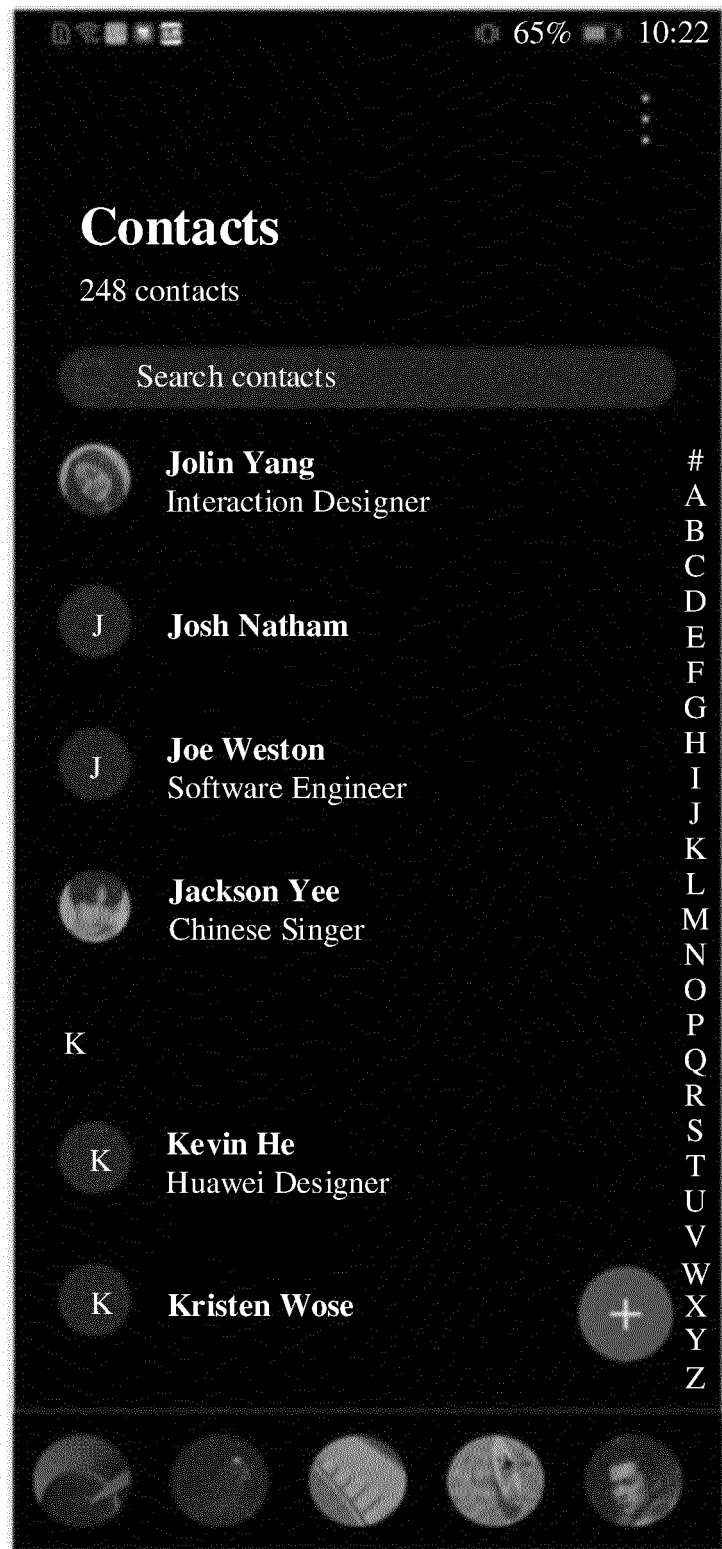 65% 10:22
Contacts
248 contacts
Search contacts
Jolin Yang
Interaction Designer
J
Josh Natham
J
Joe Weston
Software Engineer
Jackson Yee
Chinese Singer
K
K
Kevin He
Huawei Designer
K
Kristen Wose
+
#
A
B
C
D
E
F
G
H
I
J
K
L
M
N
O
P
Q
R
S
T
U
V
W
X
Y
Z